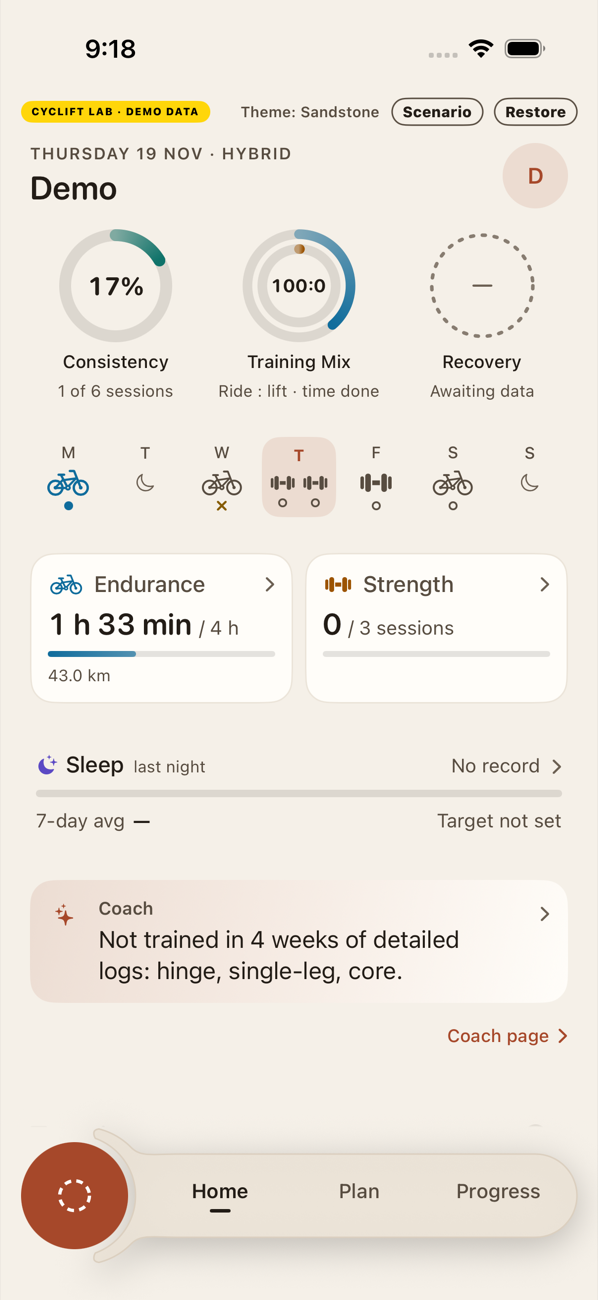 9:18
CYCLIFT LAB · DEMO DATA
Theme: Sandstone
Scenario
Restore
THURSDAY 19 NOV · HYBRID
Demo
D
17%
100:0
—
Consistency
Training Mix
Recovery
1 of 6 sessions
Ride : lift · time done
Awaiting data
M
T
W
T
F
S
S
Endurance
1 h 33 min / 4 h
43.0 km
Strength
0 / 3 sessions
Sleep last night
No record
7-day avg —
Target not set
Coach
Not trained in 4 weeks of detailed
logs: hinge, single-leg, core.
Coach page
Home
Plan
Progress